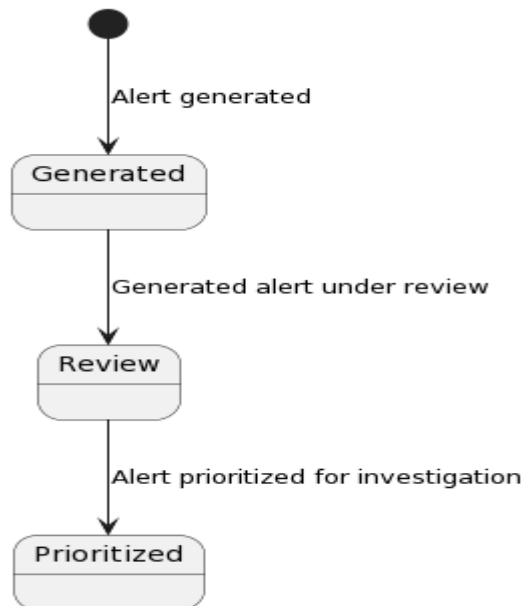 Alert generated
Generated
Generated alert under review
Review
Alert prioritized for investigation
Prioritized